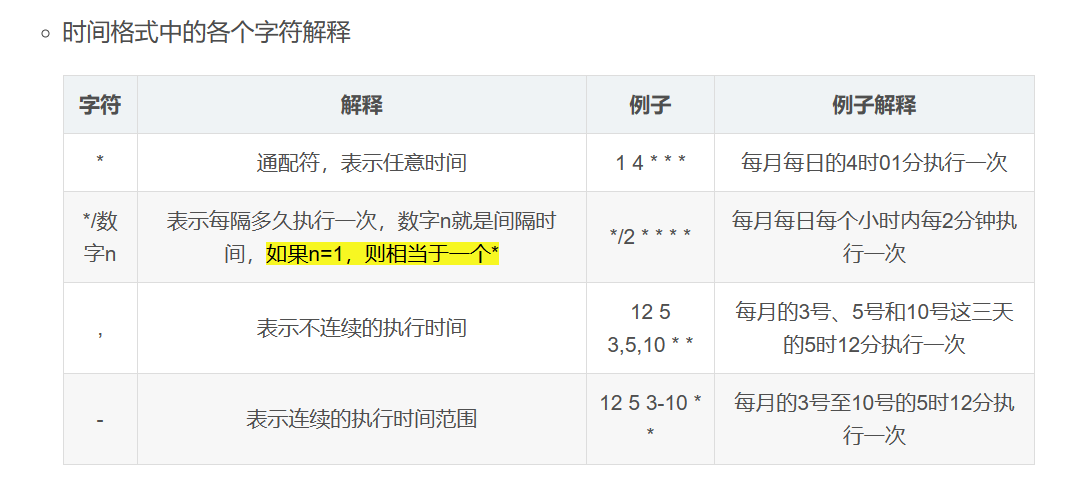 时间格式中的各个字符解释
字符 解释 例子 例子解释
* 通配符，表示任意时间 1 4 * * * 每月每日的4时01分执行一次
*/数 表示每隔多久执行一次，数字n就是间隔时 */2 * * * * 每月每日每个小时内每2分钟执
字n 间，如果n=1，则相当于一个* 行一次
, 表示不连续的执行时间 12 5 每月的3号、5号和10号这三天
3,5,10 * * 的5时12分执行一次
- 表示连续的执行时间范围 12 5 3-10 * 每月的3号至10号的5时12分执
* 行一次